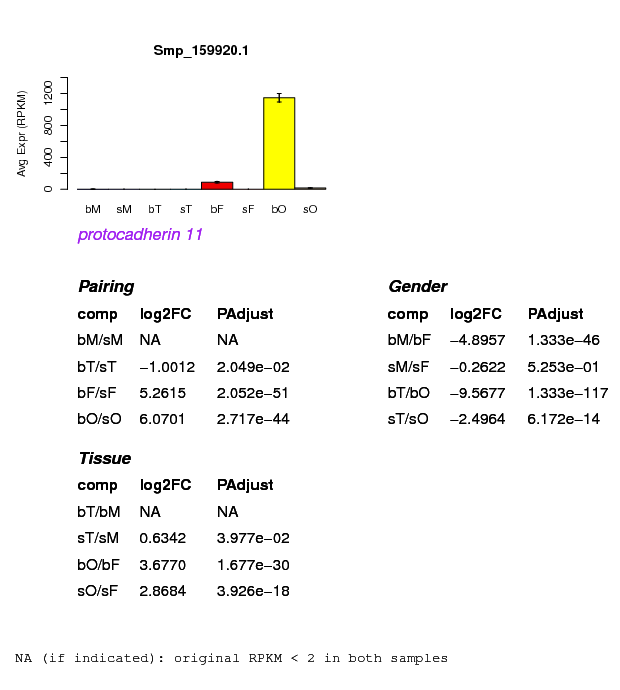 Smp_159920.1
Avg Expr (RPKM)
0 400 800 1200
bM sM bT sT bF sF bO sO
protocadherin 11
Pairing
comp log2FC PAdjust
bM/sM NA NA
bT/sT −1.0012 2.049e−02
bF/sF 5.2615 2.052e−51
bO/sO 6.0701 2.717e−44
Gender
comp log2FC PAdjust
bM/bF −4.8957 1.333e−46
sM/sF −0.2622 5.253e−01
bT/bO −9.5677 1.333e−117
sT/sO −2.4964 6.172e−14
Tissue
comp log2FC PAdjust
bT/bM NA NA
sT/sM 0.6342 3.977e−02
bO/bF 3.6770 1.677e−30
sO/sF 2.8684 3.926e−18
NA (if indicated): original RPKM < 2 in both samples